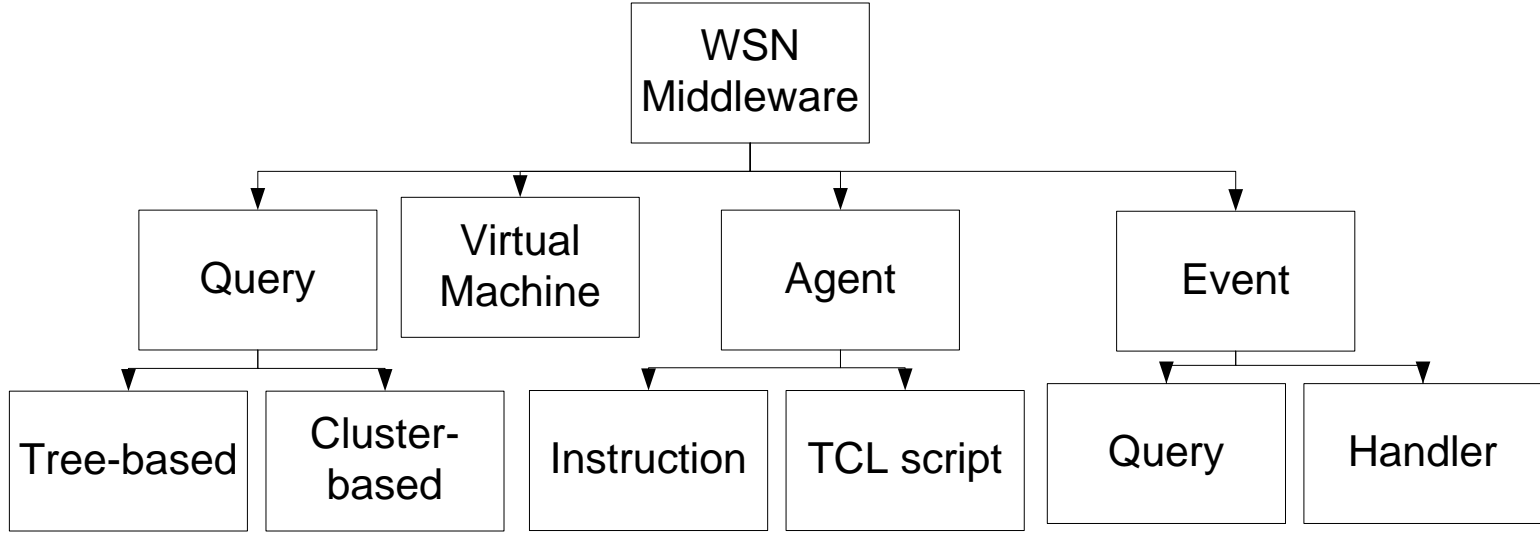 WSN
Middleware
Query
Virtual
Machine
Agent
Event
Tree-based
Cluster-
based
Instruction
TCL script
Query
Handler